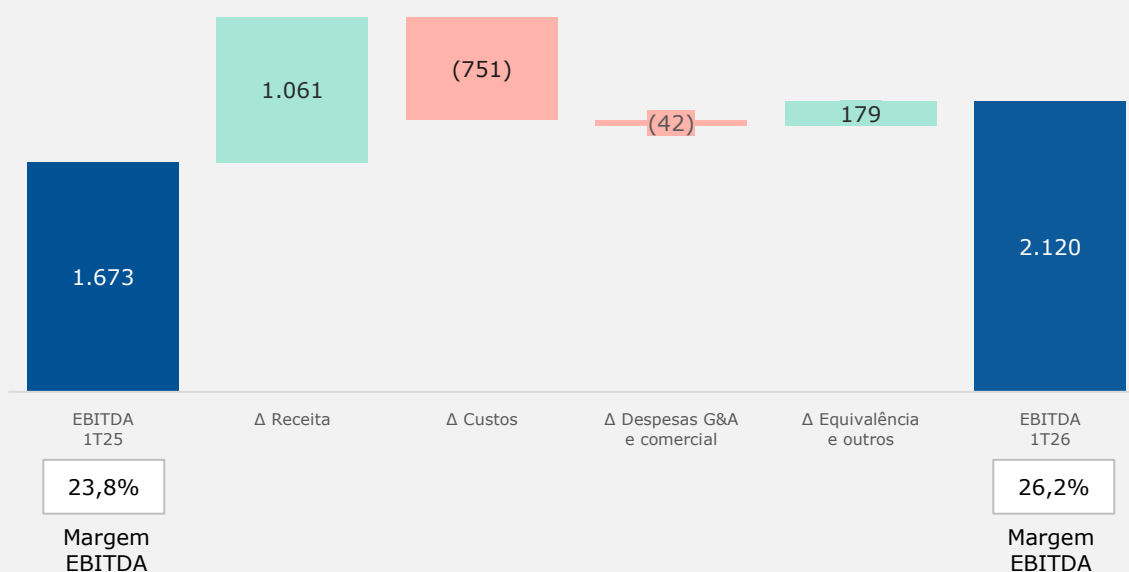 1.673
1.061
(751)
(42)
179
2.120
EBITDA
1T25
Δ Receita
Δ Custos
Δ Despesas G&A
e comercial
Δ Equivalência
e outros
EBITDA
1T26
23,8%
26,2%
Margem
EBITDA
Margem
EBITDA